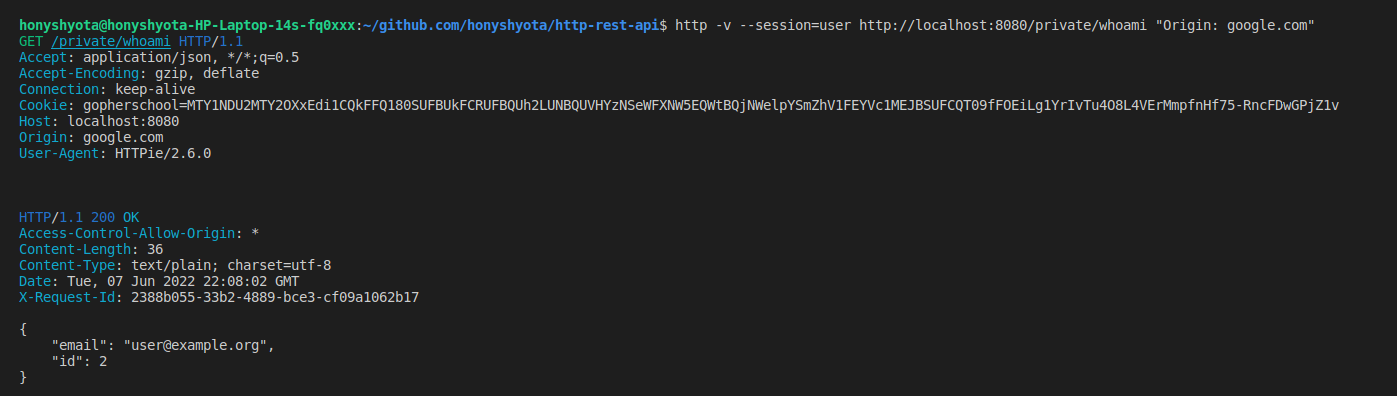 honyshyota@honyshyota-HP-Laptop-14s-fq0xxx:~/github.com/honyshyota/http-rest-api$ http -v --session=user http://localhost:8080/private/whoami "Origin: google.com"
GET /private/whoami HTTP/1.1
Accept: application/json, */*;q=0.5
Accept-Encoding: gzip, deflate
Connection: keep-alive
Cookie: gopherschool=MTY1NDU2MTY2OXxEdi1CQkFFQ180SUFBUkFCRUFBQUh2LUNBQUVHYzNSeWFXNW5EQWtBQjNWelpYSmZhV1FEYVc1MEJBSUFCQT09fFOEiLg1YrIvTu4O8L4VErMmpfnHf75-RncFDwGPjZ1v
Host: localhost:8080
Origin: google.com
User-Agent: HTTPie/2.6.0
HTTP/1.1 200 OK
Access-Control-Allow-Origin: *
Content-Length: 36
Content-Type: text/plain; charset=utf-8
Date: Tue, 07 Jun 2022 22:08:02 GMT
X-Request-Id: 2388b055-33b2-4889-bce3-cf09a1062b17
{
    "email": "user@example.org",
    "id": 2
}